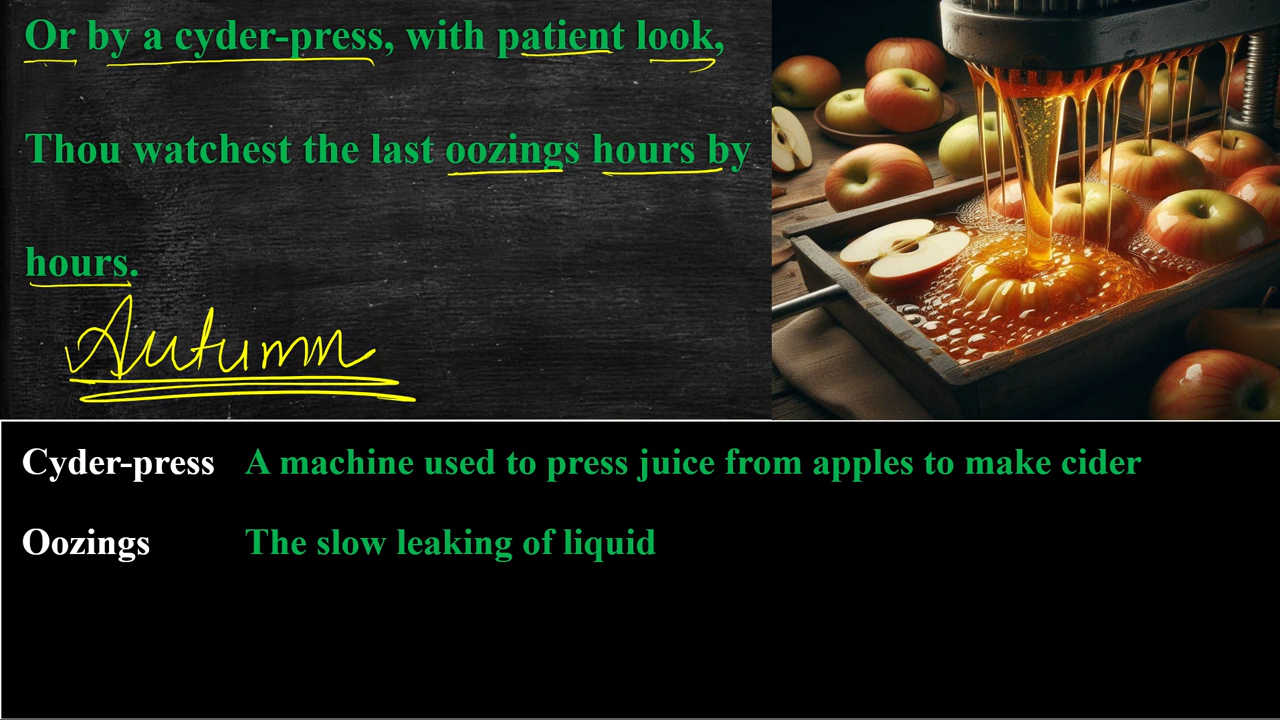 Or by a cyder-press, with patient look,
Thou watchest the last oozings hours by
hours.
Autumn
Cyder-press A machine used to press juice from apples to make cider
Oozings The slow leaking of liquid